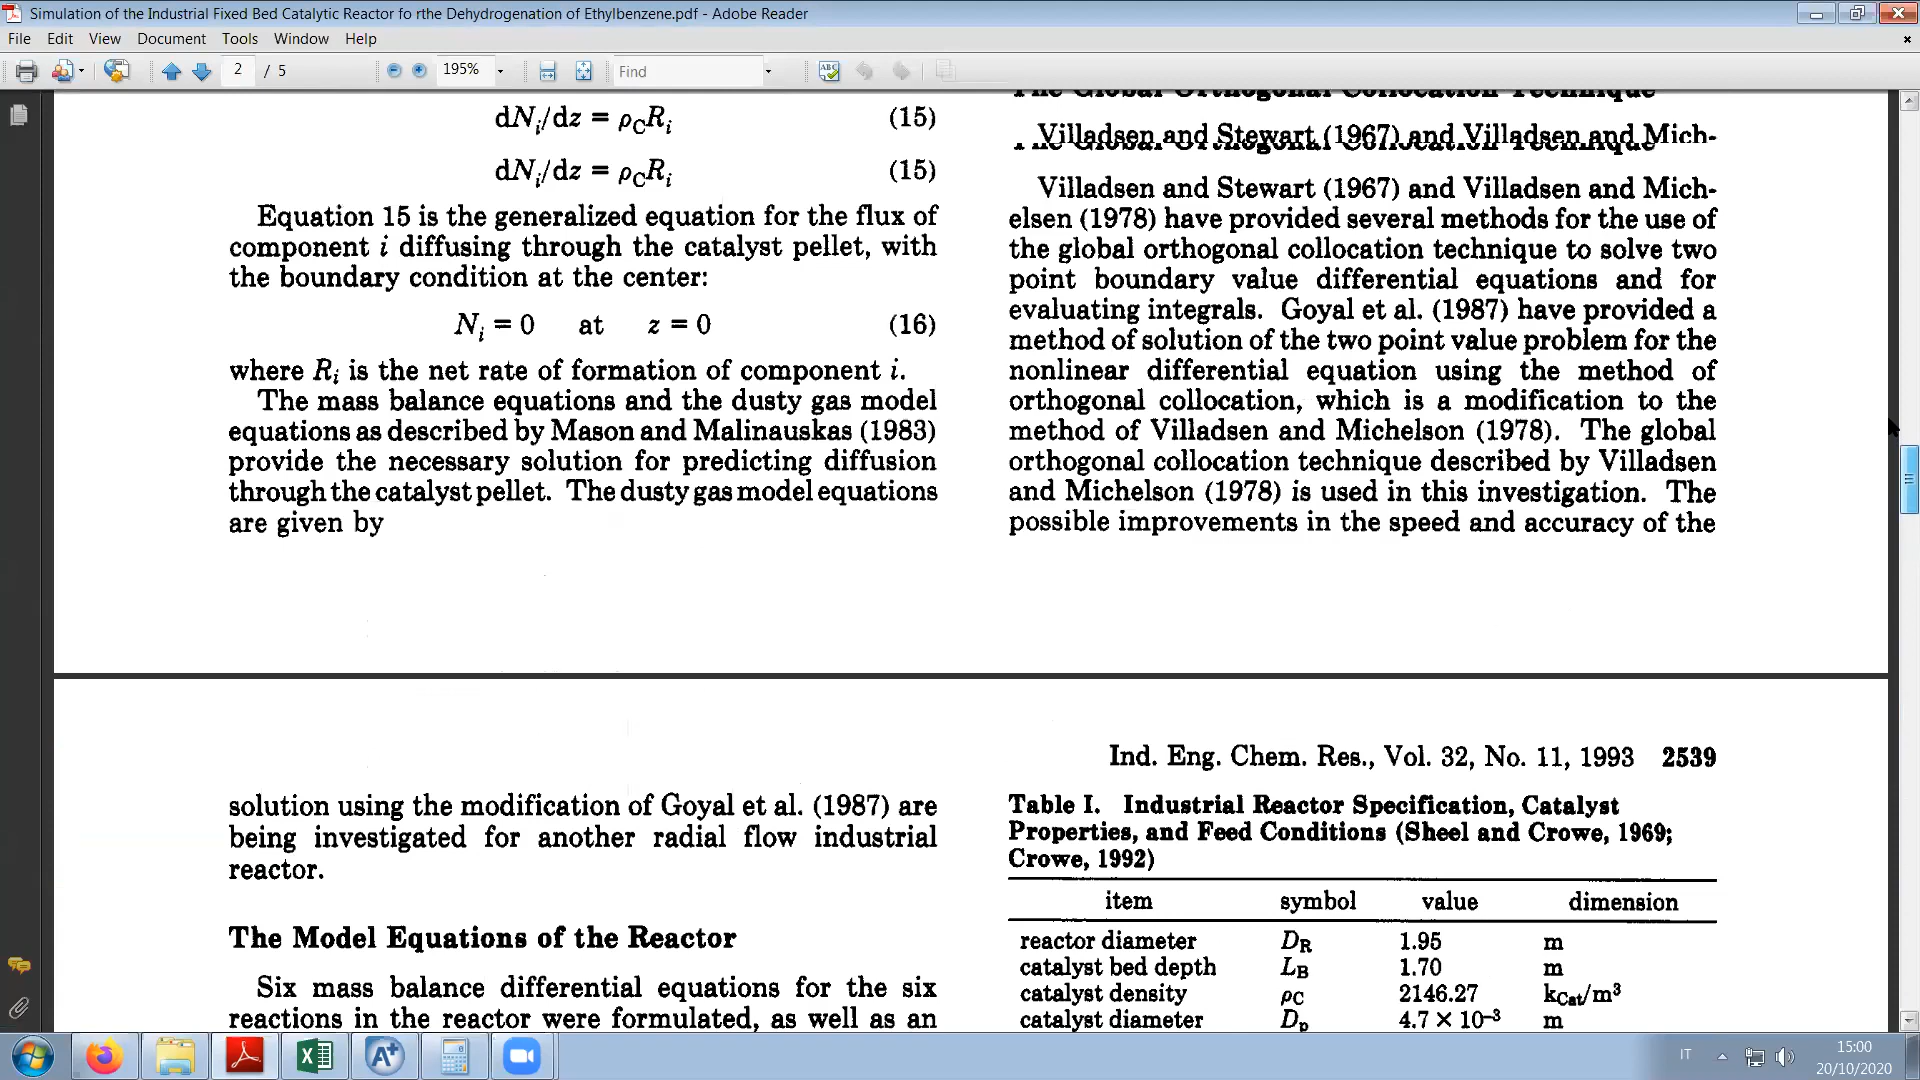 Simulation of the Industrial Fixed Bed Catalytic Reactor fo rthe Dehydrogenation of Ethylbenzene.pdf - Adobe Reader
File Edit View Document Tools Window Help
2 / 5 195% Find
dNi/dz = ρCRi (15)
dNi/dz = ρCRi (15)
Equation 15 is the generalized equation for the flux of
component i diffusing through the catalyst pellet, with
the boundary condition at the center:
Ni = 0 at z = 0 (16)
where Ri is the net rate of formation of component i.
The mass balance equations and the dusty gas model
equations as described by Mason and Malinauskas (1983)
provide the necessary solution for predicting diffusion
through the catalyst pellet. The dusty gas model equations
are given by
The Global Orthogonal Collocation Technique
Villadsen and Stewart (1967) and Villadsen and Mich-
Villadsen and Stewart (1967) and Villadsen and Mich-
elsen (1978) have provided several methods for the use of
the global orthogonal collocation technique to solve two
point boundary value differential equations and for
evaluating integrals. Goyal et al. (1987) have provided a
method of solution of the two point value problem for the
nonlinear differential equation using the method of
orthogonal collocation, which is a modification to the
method of Villadsen and Michelson (1978). The global
orthogonal collocation technique described by Villadsen
and Michelson (1978) is used in this investigation. The
possible improvements in the speed and accuracy of the
Ind. Eng. Chem. Res., Vol. 32, No. 11, 1993 2539
solution using the modification of Goyal et al. (1987) are
being investigated for another radial flow industrial
reactor.
The Model Equations of the Reactor
Six mass balance differential equations for the six
reactions in the reactor were formulated, as well as an
Table I. Industrial Reactor Specification, Catalyst
Properties, and Feed Conditions (Sheel and Crowe, 1969;
Crowe, 1992)
item symbol value dimension
reactor diameter DR 1.95 m
catalyst bed depth LB 1.70 m
catalyst density ρC 2146.27 kCat/m³
catalyst diameter Dp 4.7 × 10⁻³ m
IT
15:00
20/10/2020